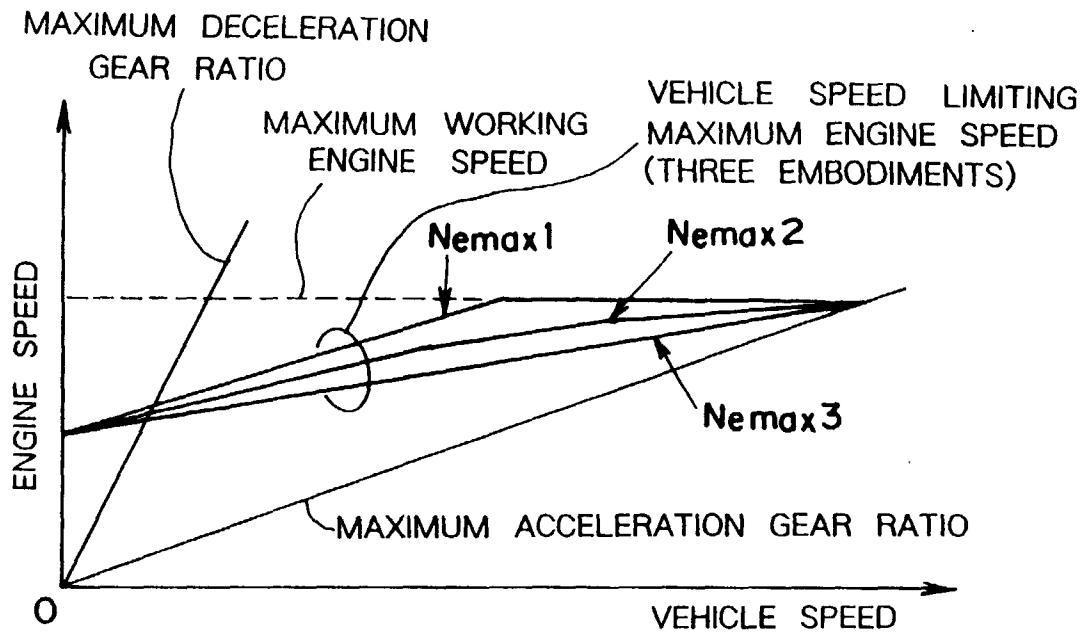 MAXIMUM DECELERATION
GEAR RATIO
MAXIMUM WORKING
ENGINE SPEED
VEHICLE SPEED LIMITING
MAXIMUM ENGINE SPEED
(THREE EMBODIMENTS)
Nemax1
Nemax2
Nemax3
ENGINE SPEED
MAXIMUM ACCELERATION GEAR RATIO
O
VEHICLE SPEED